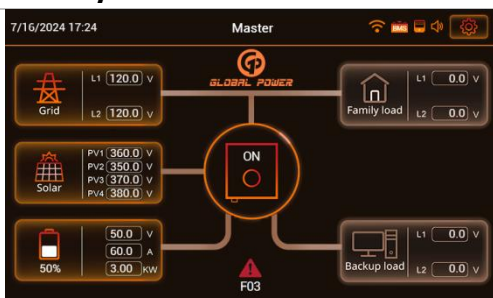 7/16/2024 17:24
Master
BMS
GLOBAL POWER
Grid
L1 120.0 V
L2 120.0 V
Family load
L1 0.0 V
L2 0.0 V
Solar
PV1 360.0 V
PV2 350.0 V
PV3 370.0 V
PV4 380.0 V
ON
50%
50.0 V
60.0 A
3.00 KW
F03
Backup load
L1 0.0 V
L2 0.0 V